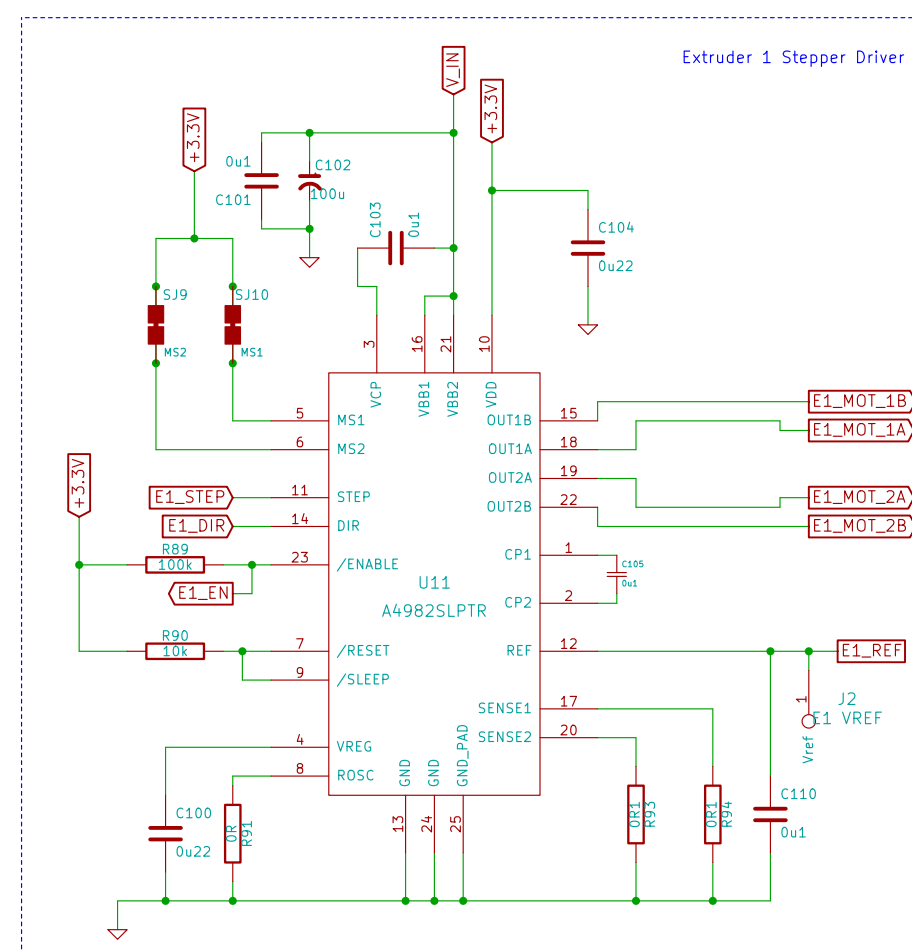 Extruder 1 Stepper Driver
V_IN
+3.3V
+3.3V
0u1
C101
C102
100u
C103
0u1
C104
0u22
SJ9
MS2
SJ10
MS1
3
16
21
10
VCP
VBB1
VBB2
VDD
5
MS1
6
MS2
OUT1B
15
E1_MOT_1B
OUT1A
18
E1_MOT_1A
OUT2A
19
E1_MOT_2A
OUT2B
22
E1_MOT_2B
+3.3V
E1_STEP
11
STEP
E1_DIR
14
DIR
R89
100k
23
/ENABLE
E1_EN
CP1
1
C105
0u1
CP2
2
U11
A4982SLPTR
R90
10k
7
/RESET
9
/SLEEP
REF
12
E1_REF
1
J2
E1 VREF
Vref
SENSE1
17
SENSE2
20
4
VREG
8
ROSC
GND
GND
GND_PAD
13
24
25
C100
0u22
0R
R91
0R1
R93
0R1
R94
C110
0u1